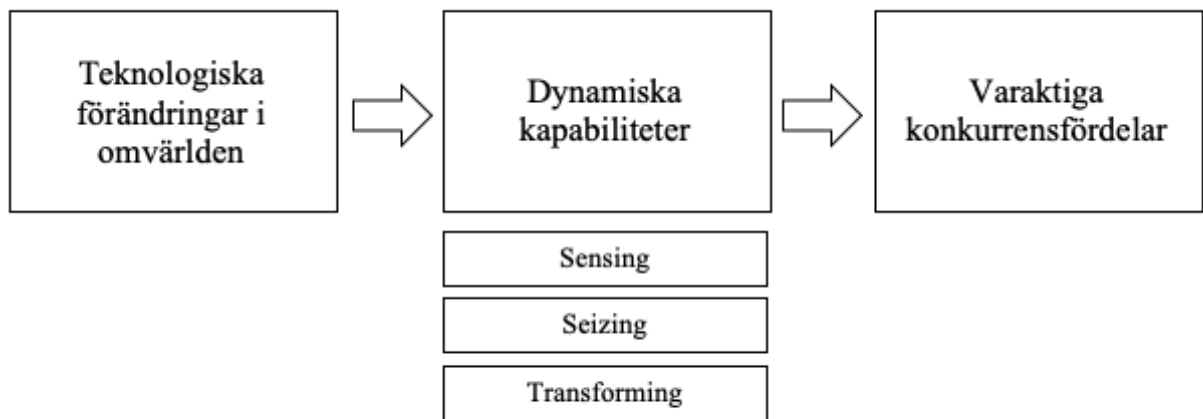 Teknologiska
förändringar i
omvärlden
Dynamiska
kapabiliteter
Varaktiga
konkurrensfördelar
Sensing
Seizing
Transforming